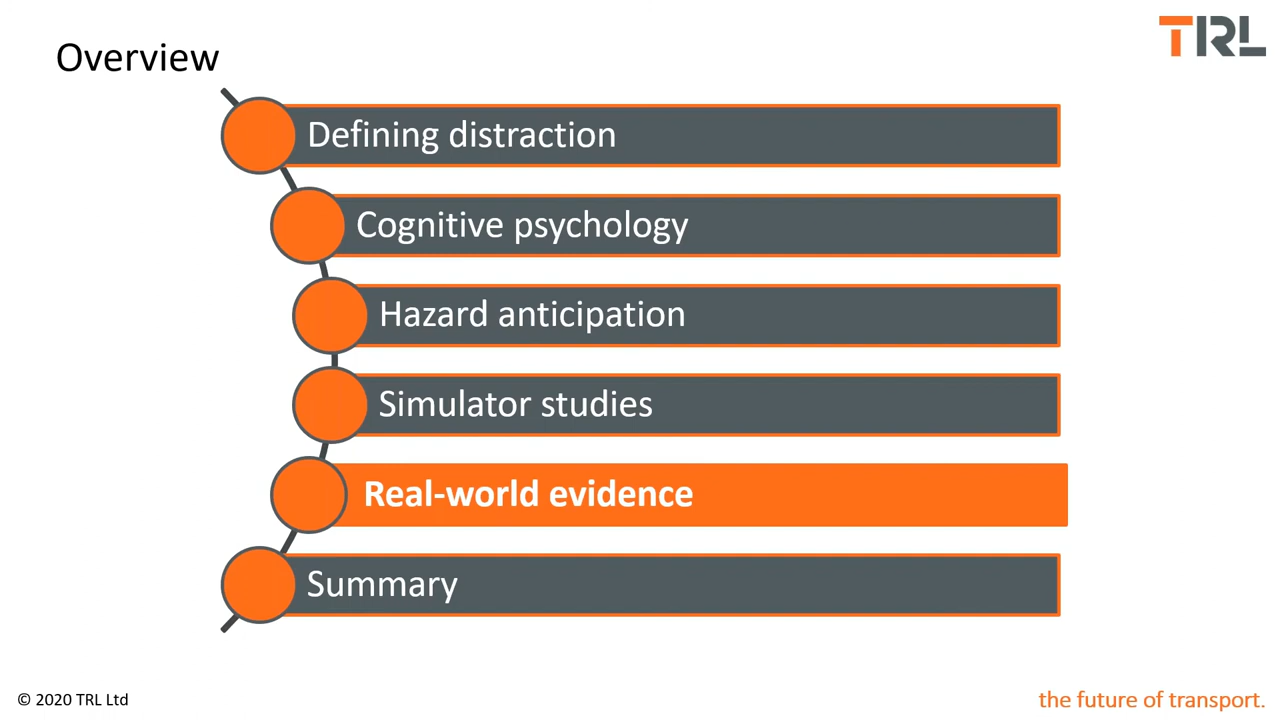 Overview
TRL
Defining distraction
Cognitive psychology
Hazard anticipation
Simulator studies
Real-world evidence
Summary
© 2020 TRL Ltd
the future of transport.